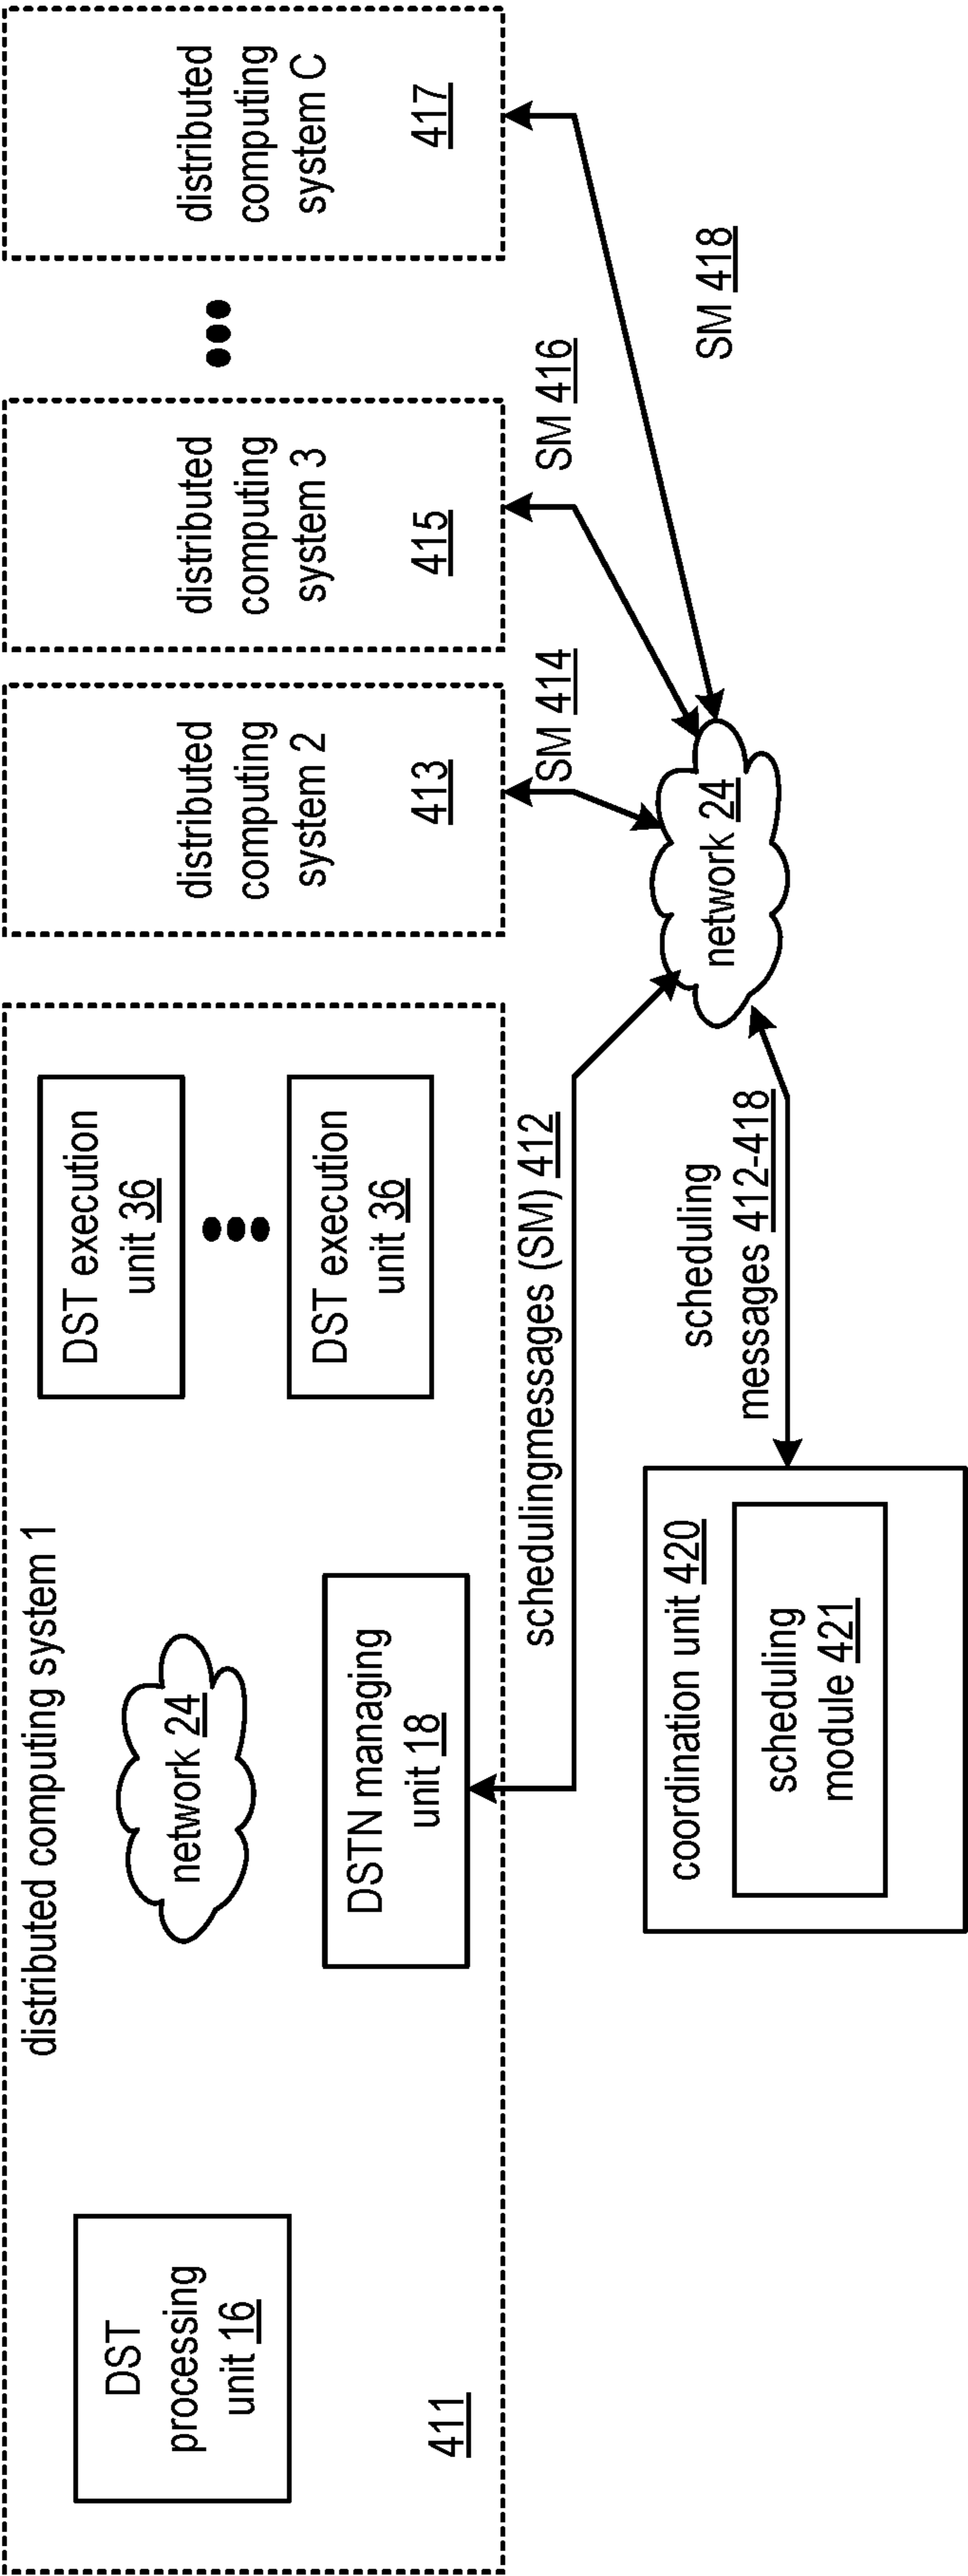 distributed computing system 1
DST
processing
unit 16
411
network 24
DSTN managing
unit 18
DST execution
unit 36
DST execution
unit 36
distributed
computing
system 2
413
distributed
computing
system 3
415
distributed
computing
system C
417
schedulingmessages (SM) 412
SM 414
SM 416
SM 418
network 24
scheduling
messages 412-418
coordination unit 420
scheduling
module 421